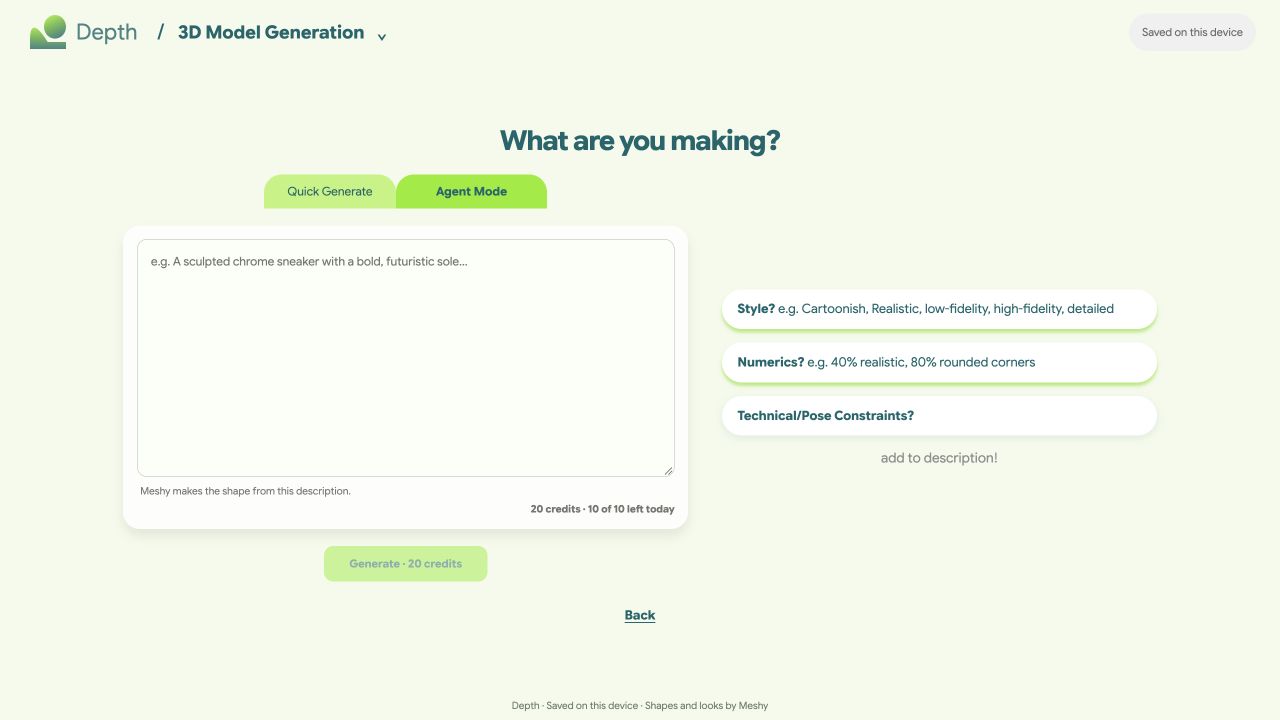 Depth / 3D Model Generation
Saved on this device
What are you making?
Quick Generate
Agent Mode
e.g. A sculpted chrome sneaker with a bold, futuristic sole...
Meshy makes the shape from this description.
20 credits · 10 of 10 left today
Generate · 20 credits
Style? e.g. Cartoonish, Realistic, low-fidelity, high-fidelity, detailed
Numerics? e.g. 40% realistic, 80% rounded corners
Technical/Pose Constraints?
add to description!
Back
Depth · Saved on this device · Shapes and looks by Meshy